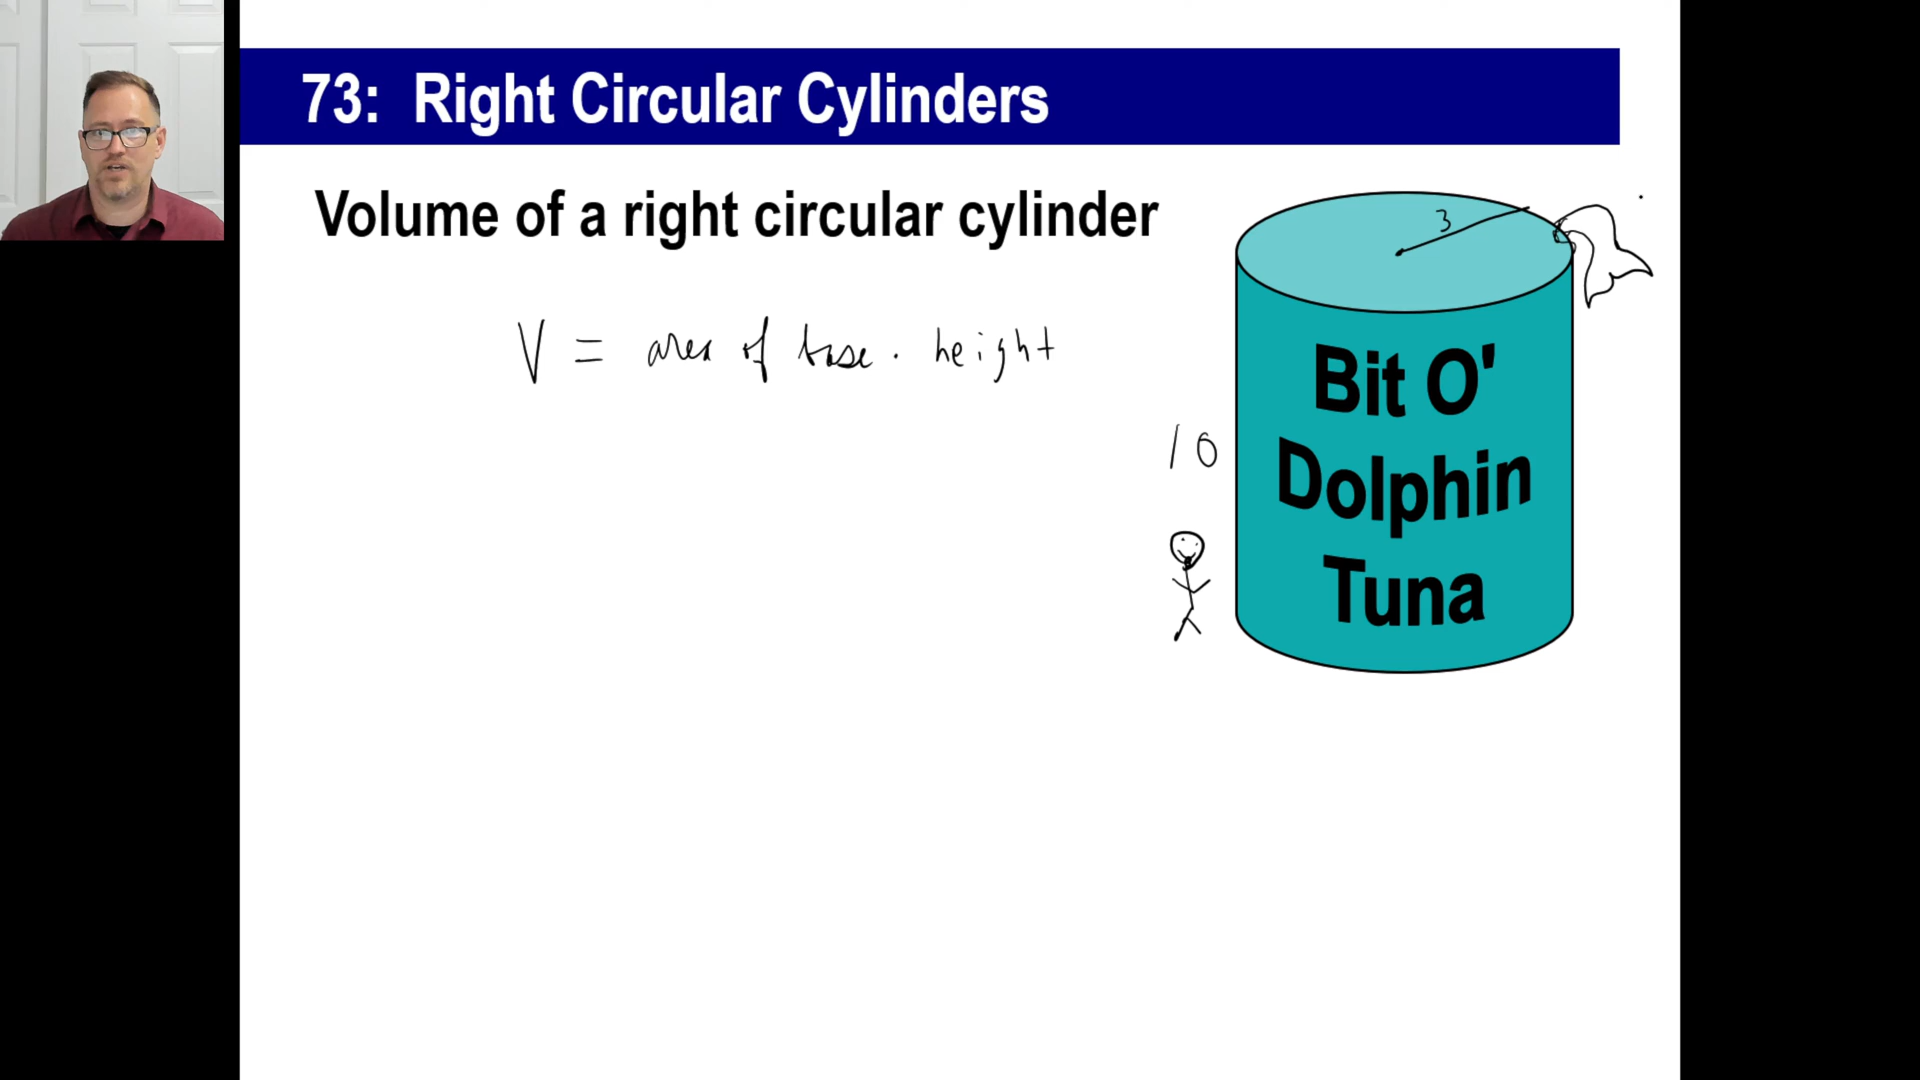 73: Right Circular Cylinders
Volume of a right circular cylinder
3
V = area of base · height
10
Bit O'
Dolphin
Tuna